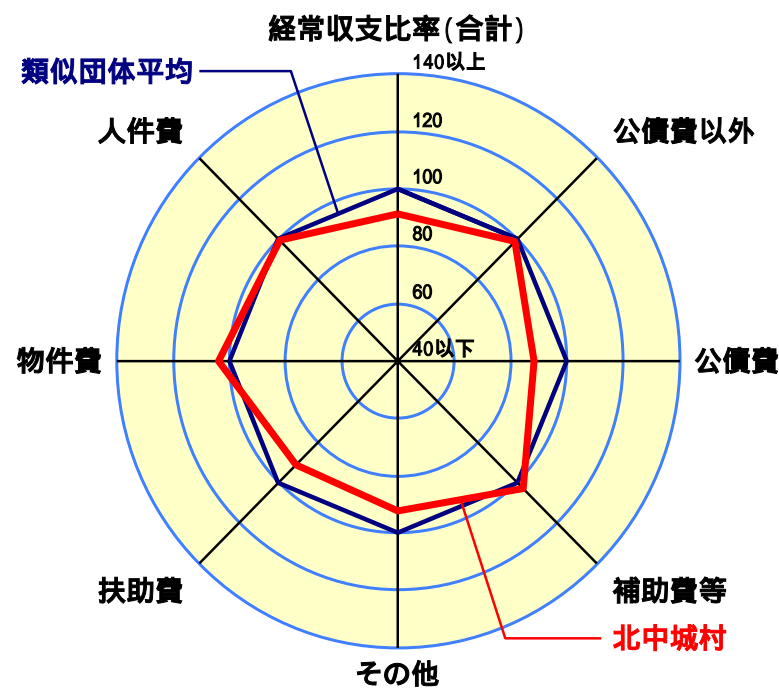 経常収支比率(合計)
140以上
類似団体平均
120
人件費
公債費以外
100
80
60
40以下
物件費
公債費
扶助費
補助費等
北中城村
その他